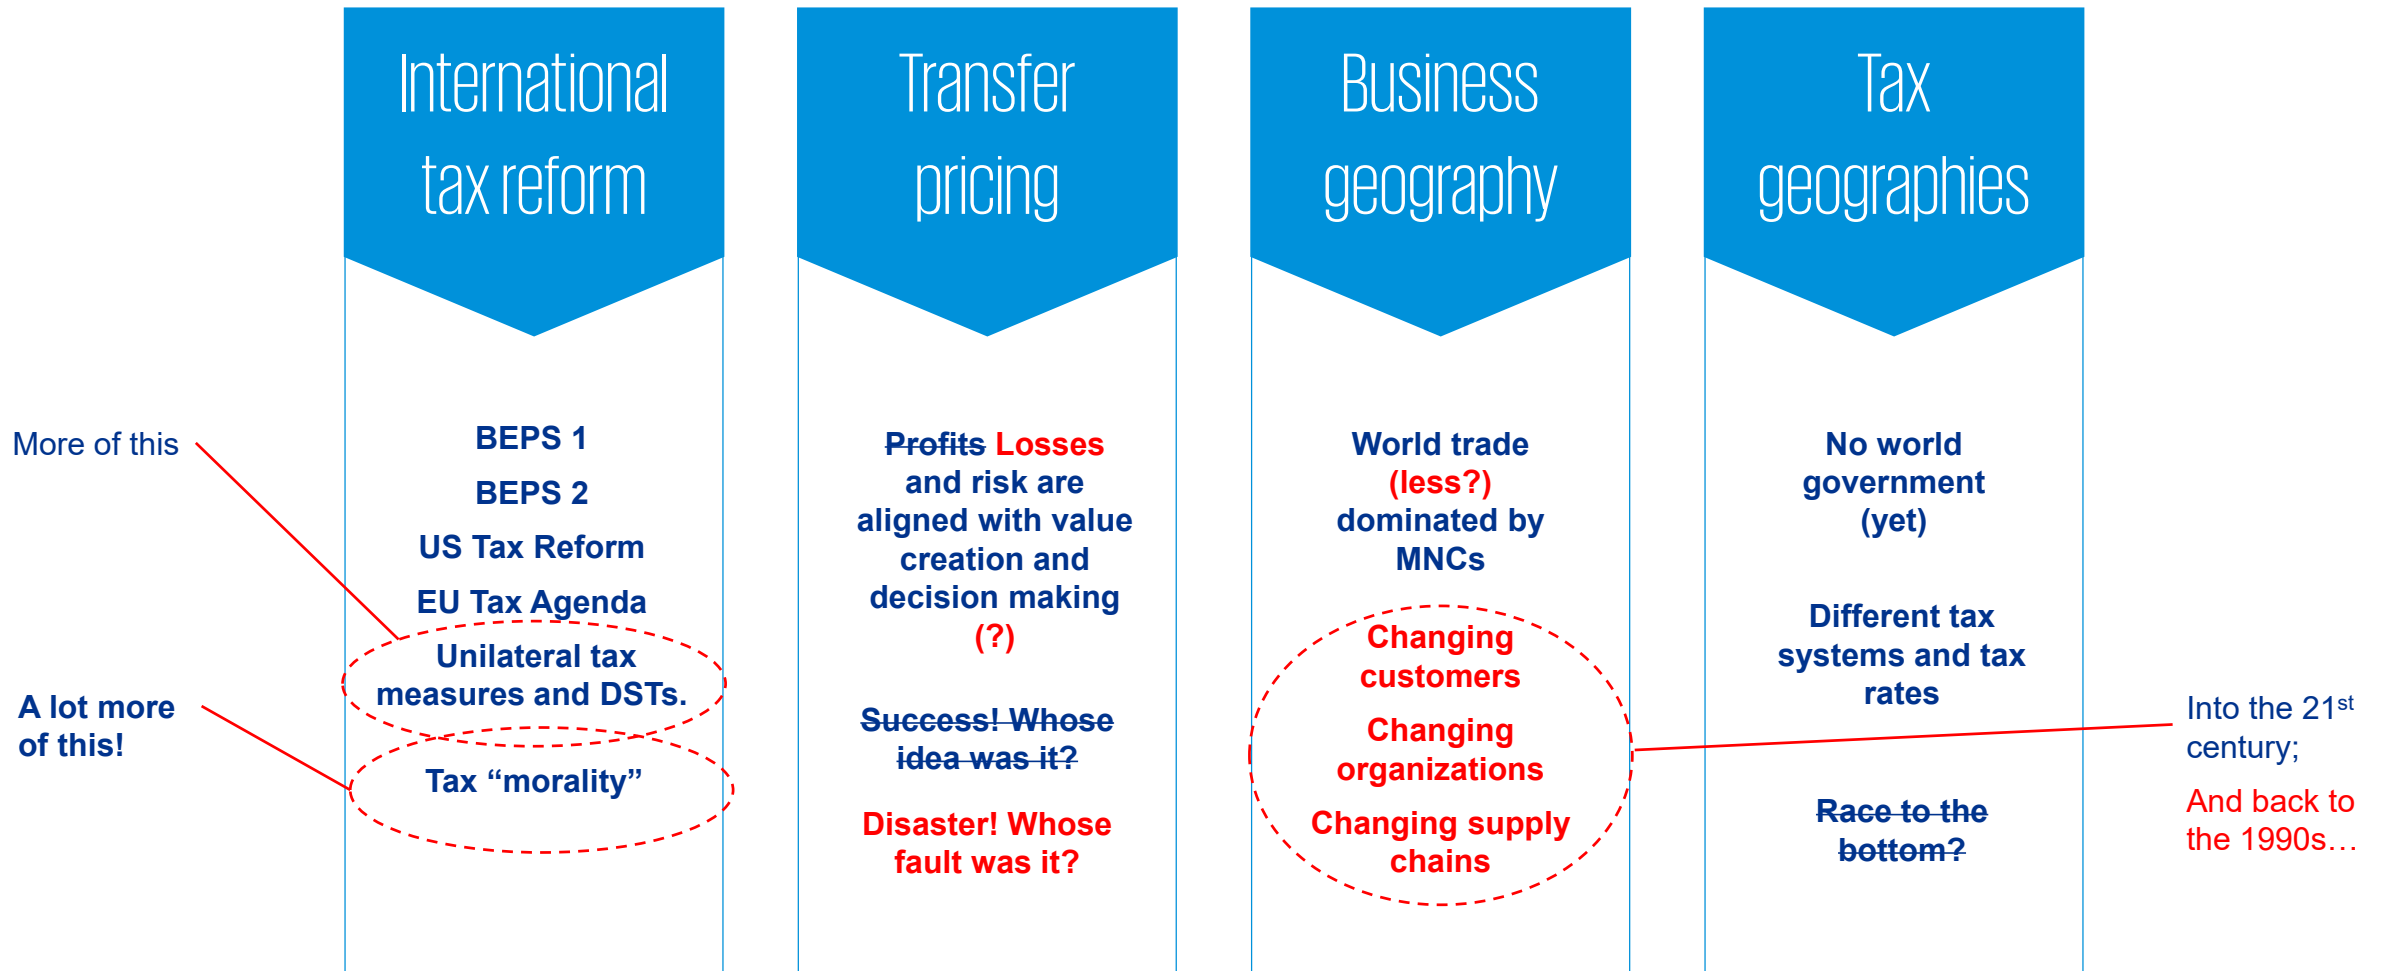 International
tax reform
Transfer
pricing
Business
geography
Tax
geographies
More of this
A lot more
of this!
BEPS 1
BEPS 2
US Tax Reform
EU Tax Agenda
Unilateral tax
measures and DSTs.
Tax “morality”
Profits Losses
and risk are
aligned with value
creation and
decision making
(?)
Success! Whose
idea was it?
Disaster! Whose
fault was it?
World trade
(less?)
dominated by
MNCs
Changing
customers
Changing
organizations
Changing supply
chains
No world
government
(yet)
Different tax
systems and tax
rates
Race to the
bottom?
Into the 21st
century;
And back to
the 1990s…